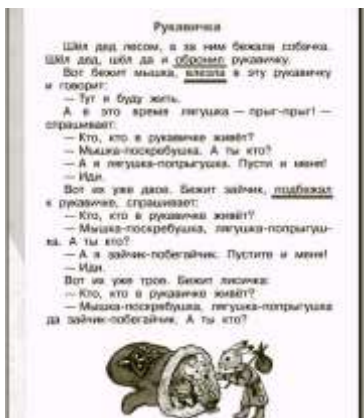 Рукавичка
Шёл дед лесом, а за ним бежала собачка.
Шёл дед, шёл да и обронил рукавичку.
Вот бежит мышка, влезла в эту рукавичку
и говорит:
— Тут я буду жить.
А в это время лягушка — прыг-прыг! —
спрашивает:
— Кто, кто в рукавичке живёт?
— Мышка-поскребушка. А ты кто?
— А я лягушка-попрыгушка. Пусти и меня!
— Иди.
Вот их уже двое. Бежит зайчик, подбежал
к рукавичке, спрашивает:
— Кто, кто в рукавичке живёт?
— Мышка-поскребушка, лягушка-попрыгуш-
ка. А ты кто?
— А я зайчик-побегайчик. Пустите и меня!
— Иди.
Вот их уже трое. Бежит лисичка:
— Кто, кто в рукавичке живёт?
— Мышка-поскребушка, лягушка-попрыгушка
да зайчик-побегайчик. А ты кто?